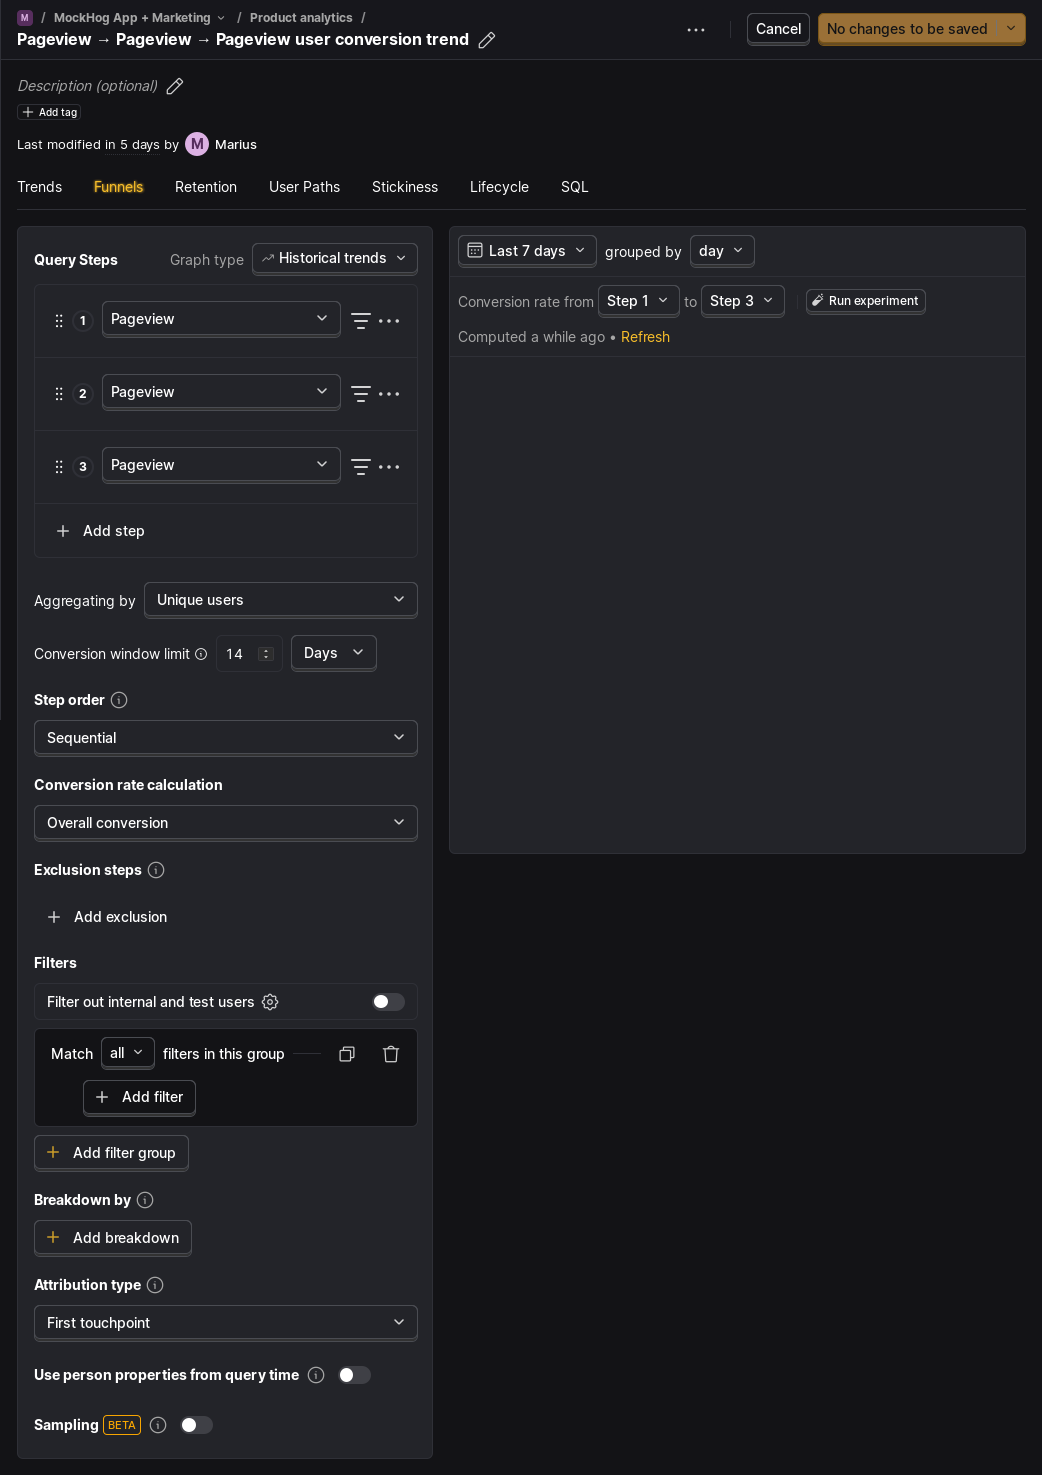 M / MockHog App + Marketing / Product analytics /
Pageview → Pageview → Pageview user conversion trend
Cancel
No changes to be saved
Description (optional)
Add tag
Last modified in 5 days by M Marius
Trends Funnels Retention User Paths Stickiness Lifecycle SQL
Query Steps
Graph type
Historical trends
1 Pageview
2 Pageview
3 Pageview
Add step
Aggregating by Unique users
Conversion window limit 14 Days
Step order
Sequential
Conversion rate calculation
Overall conversion
Exclusion steps
Add exclusion
Filters
Filter out internal and test users
Match all filters in this group
Add filter
Add filter group
Breakdown by
Add breakdown
Attribution type
First touchpoint
Use person properties from query time
Sampling BETA
Last 7 days grouped by day
Conversion rate from Step 1 to Step 3 Run experiment
Computed a while ago • Refresh